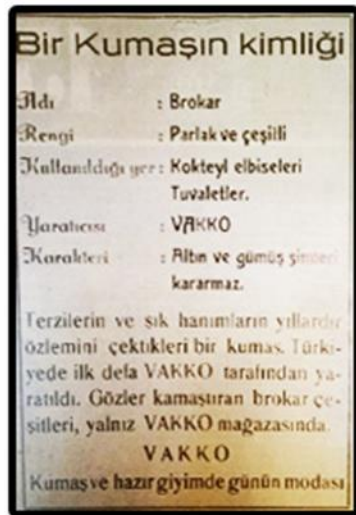 Bir Kumaşın kimliği
Adı : Brokar
Rengi : Parlak ve çeşitli
Kullanıldığı yer : Kokteyl elbiseleri
Tuvaletler.
Yaratıcısı : VAKKO
Karakteri : Altın ve gümüş simleri
kararmaz.
Terzilerin ve şık hanımların yıllardır
özlemini çektikleri bir kumaş. Türki-
yede ilk defa VAKKO tarafından ya-
ratıldı. Gözler kamaştıran brokar çe-
şitleri, yalnız VAKKO mağazasında.
VAKKO
Kumaş ve hazır giyimde günün modası